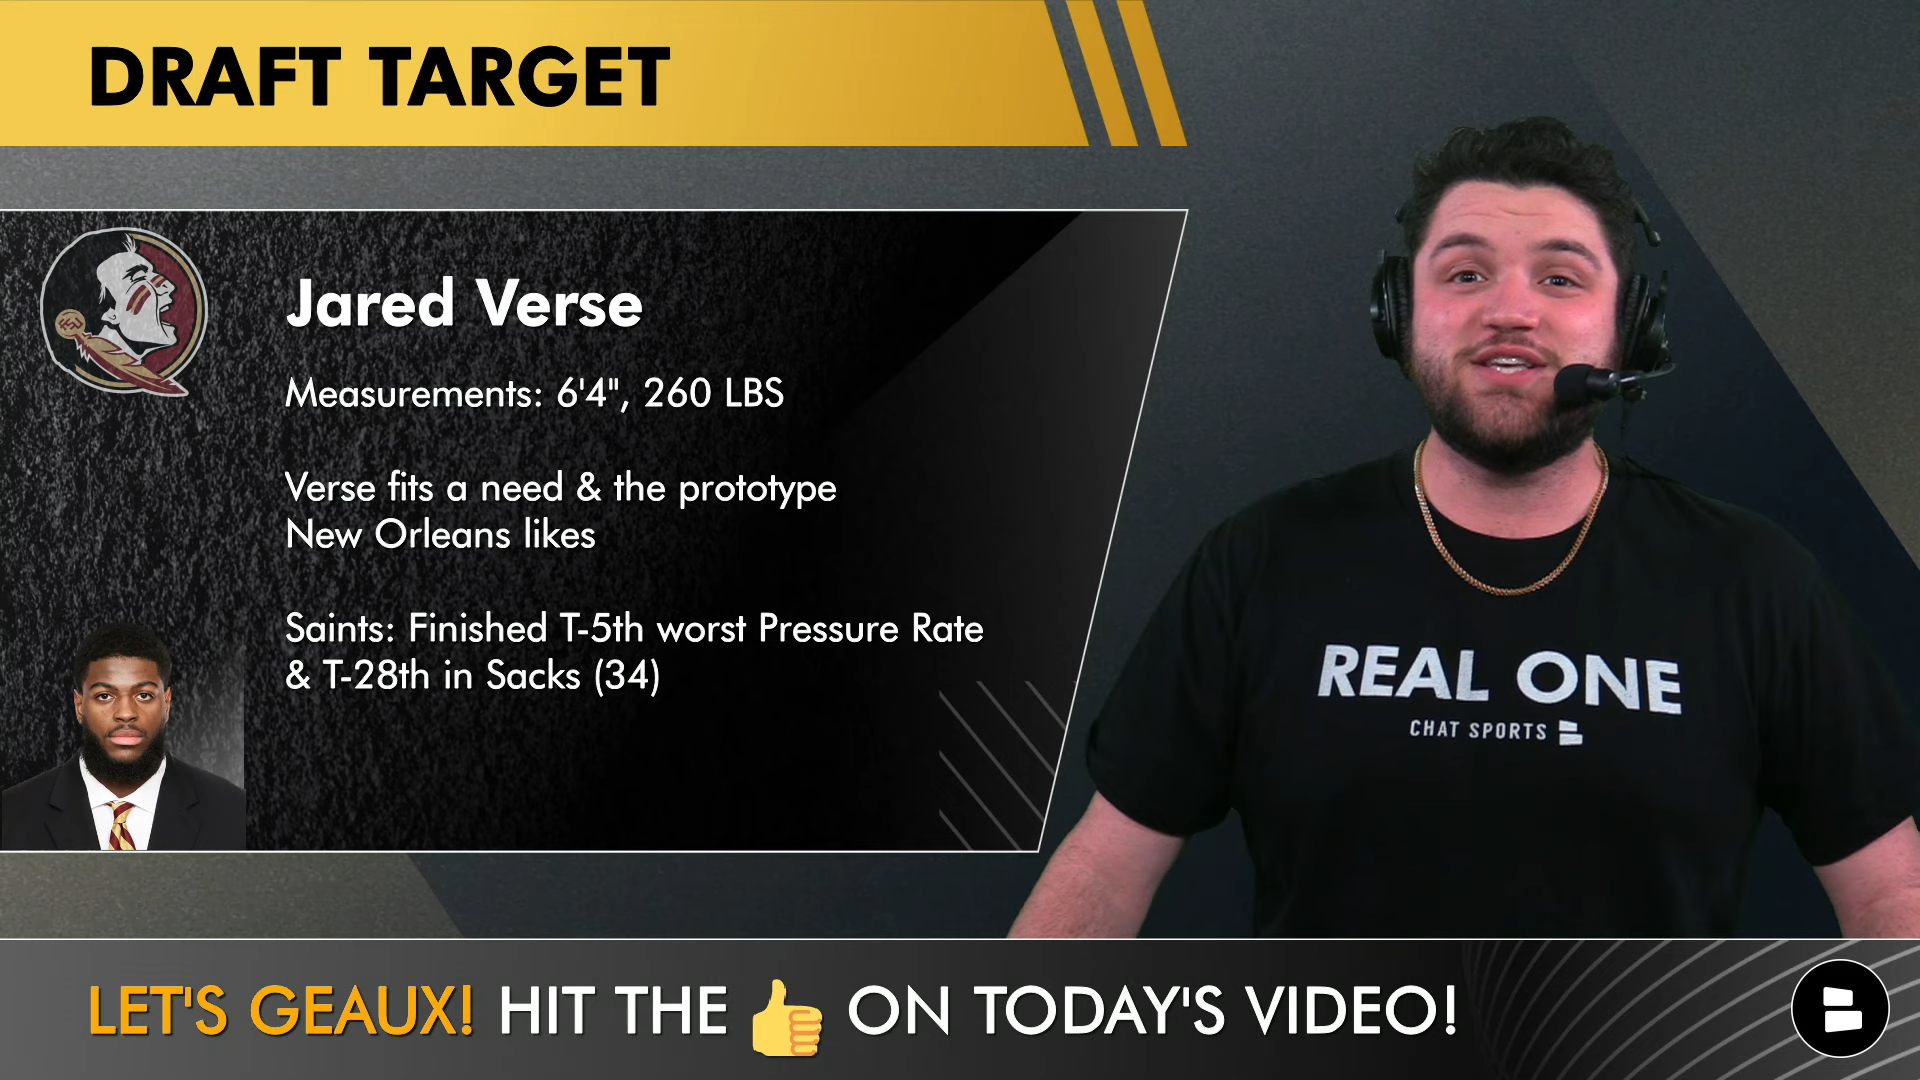 DRAFT TARGET
Jared Verse
Measurements: 6'4", 260 LBS
Verse fits a need & the prototype
New Orleans likes
Saints: Finished T-5th worst Pressure Rate
& T-28th in Sacks (34)
FSU
REAL ONE
CHAT SPORTS
LET'S GEAUX! HIT THE 👍 ON TODAY'S VIDEO!